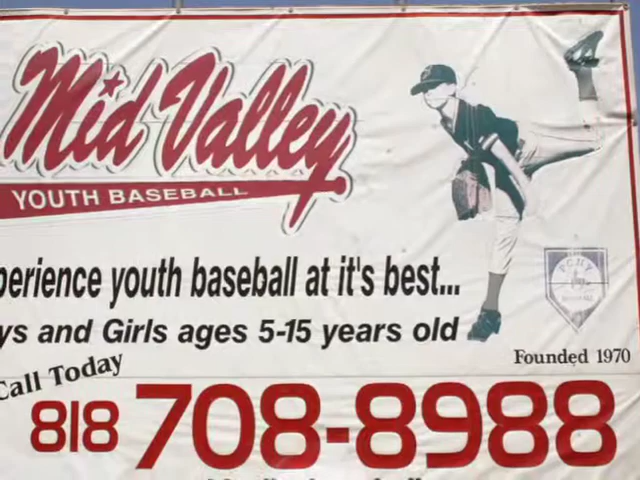 Mid Valley
YOUTH BASEBALL
perience youth baseball at it's best...
ys and Girls ages 5-15 years old
Founded 1970
Call Today
818 708-8988